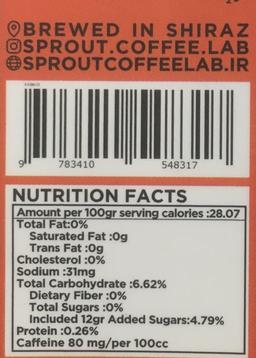 BREWED IN SHIRAZ
SPROUT.COFFEE.LAB
SPROUTCOFFEELAB.IR
9 783410 548317
NUTRITION FACTS
Amount per 100gr serving calories :28.07
Total Fat:0%
Saturated Fat :0g
Trans Fat :0g
Cholesterol :0%
Sodium :31mg
Total Carbohydrate :6.62%
Dietary Fiber :0%
Total Sugars :0%
Included 12gr Added Sugars:4.79%
Protein :0.26%
Caffeine 80 mg/per 100cc